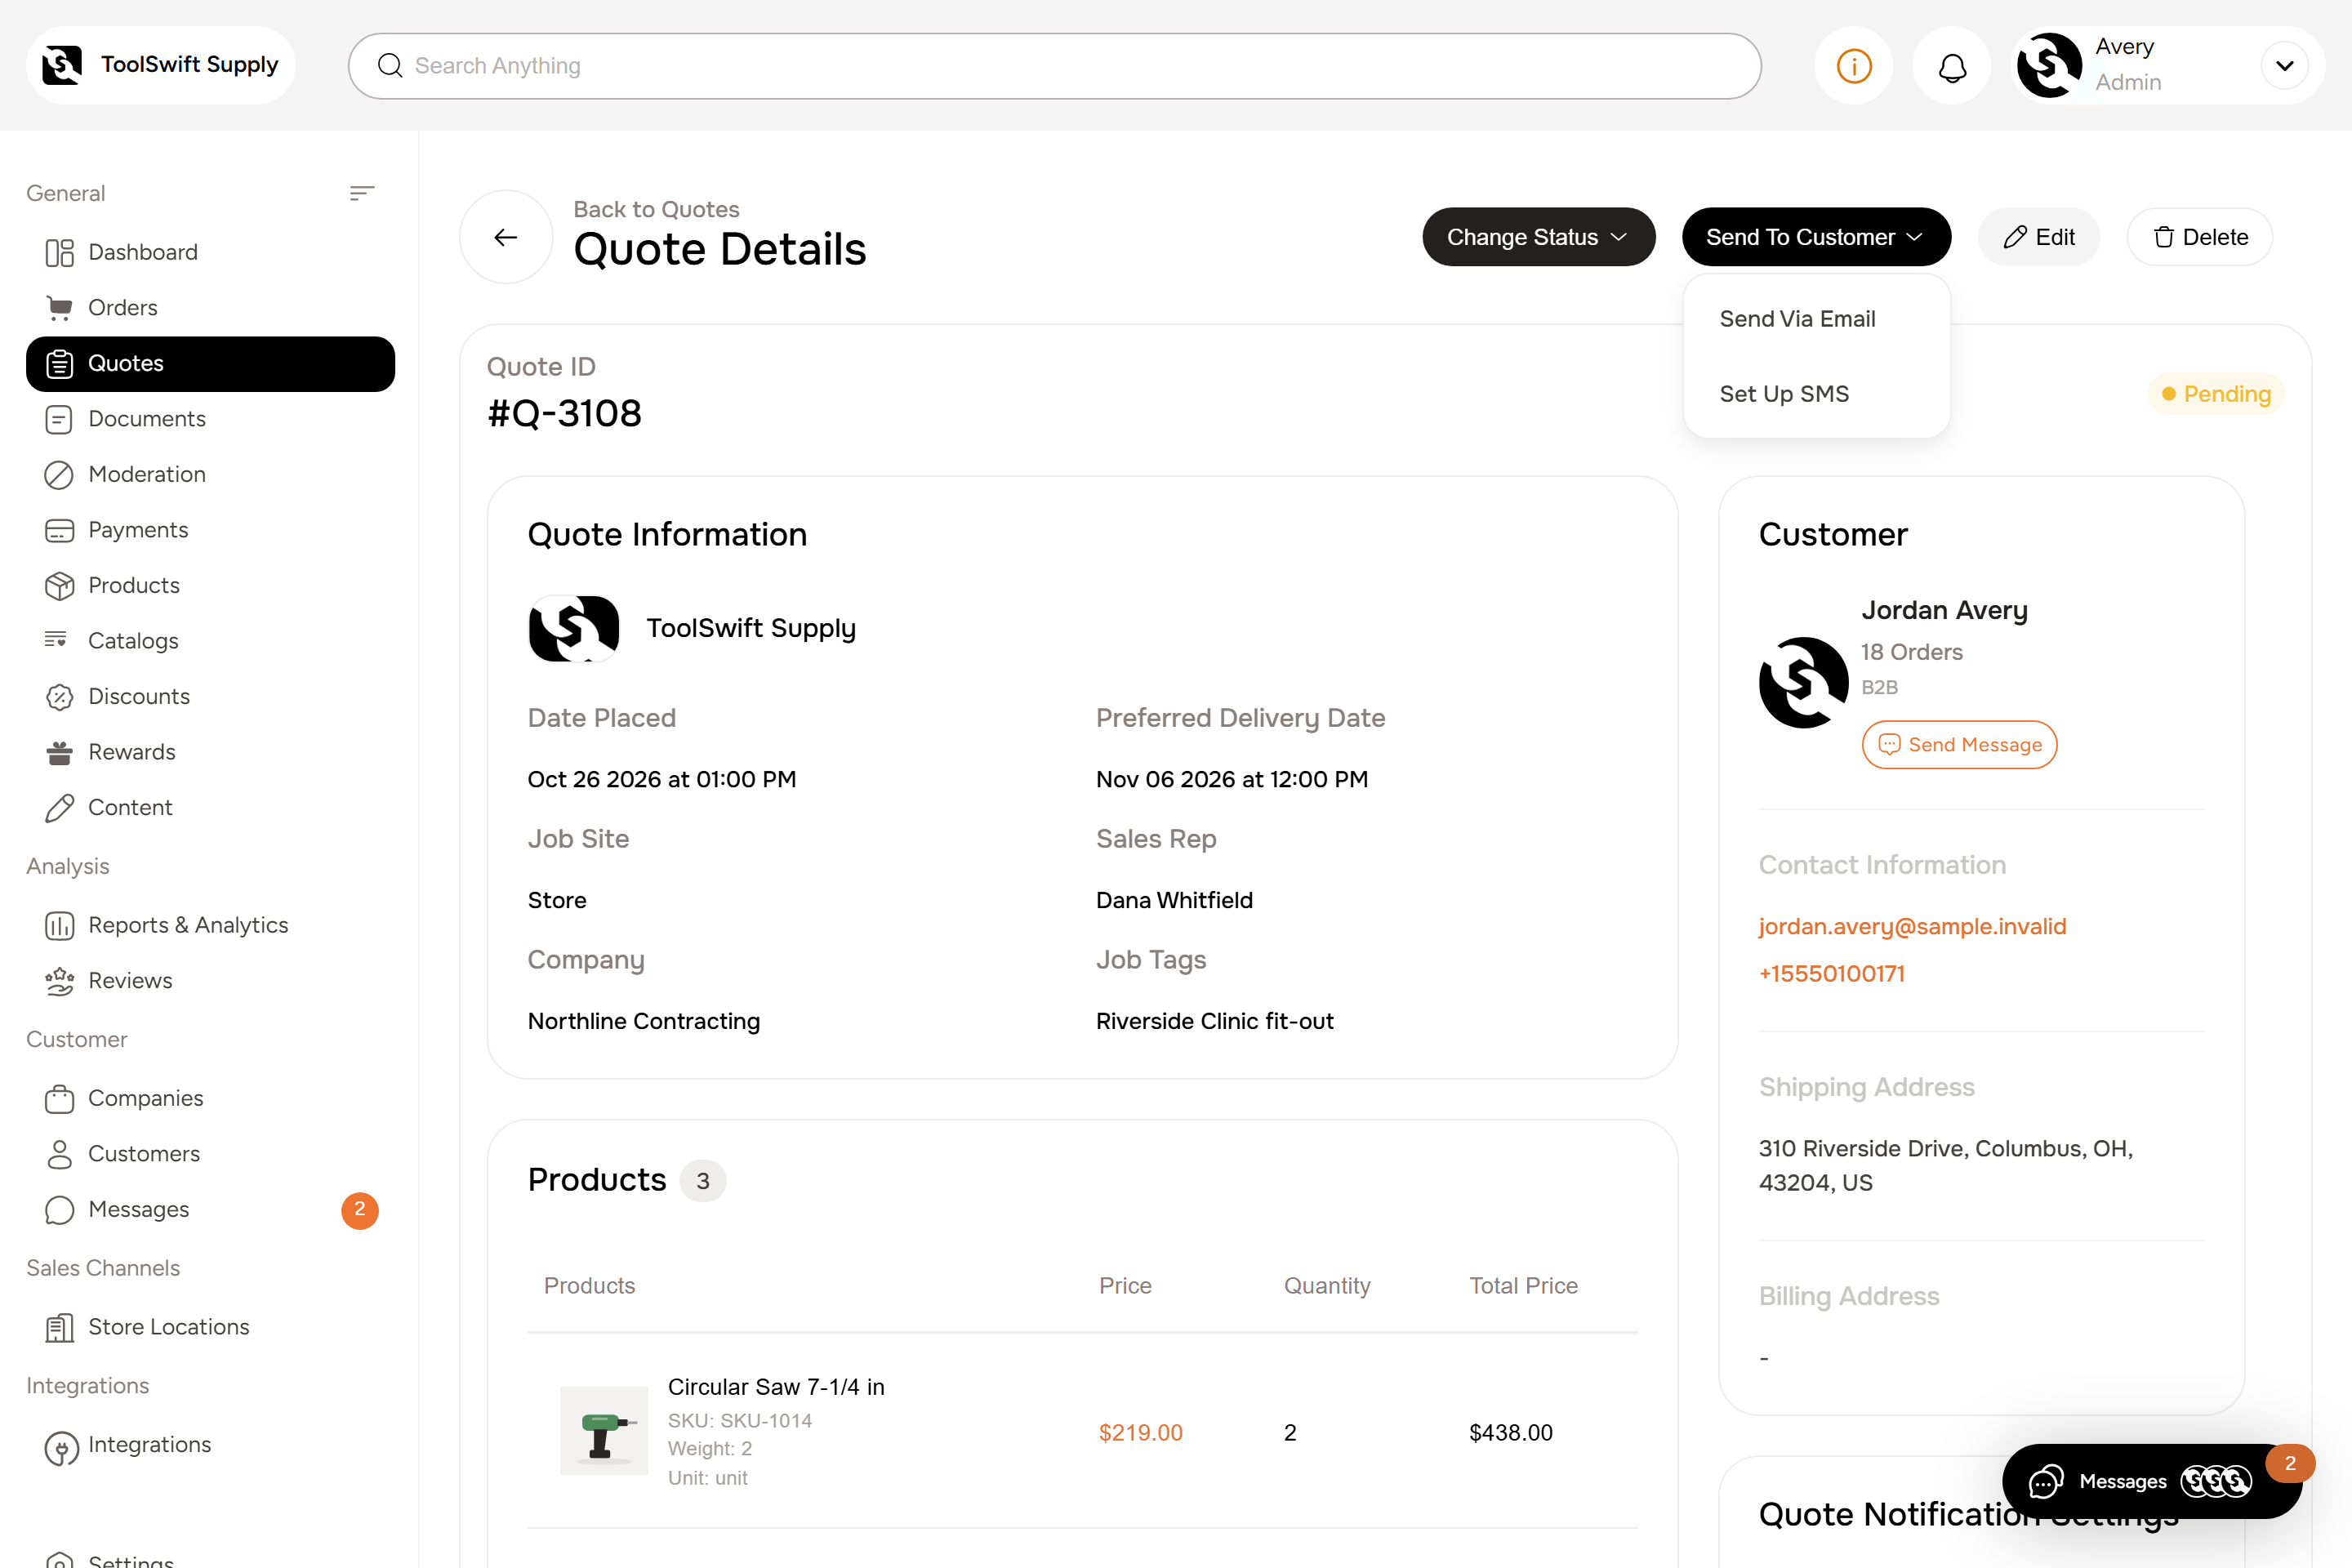 ToolSwift Supply
Search Anything
Avery
Admin
General
Dashboard
Orders
Quotes
Documents
Moderation
Payments
Products
Catalogs
Discounts
Rewards
Content
Analysis
Reports & Analytics
Reviews
Customer
Companies
Customers
Messages 2
Sales Channels
Store Locations
Integrations
Integrations
Settings
Back to Quotes
Quote Details
Change Status
Send To Customer
Edit
Delete
Send Via Email
Set Up SMS
Quote ID
#Q-3108
Pending
Quote Information
ToolSwift Supply
Date Placed
Preferred Delivery Date
Oct 26 2026 at 01:00 PM
Nov 06 2026 at 12:00 PM
Job Site
Sales Rep
Store
Dana Whitfield
Company
Job Tags
Northline Contracting
Riverside Clinic fit-out
Products 3
Products Price Quantity Total Price
Circular Saw 7-1/4 in
SKU: SKU-1014
Weight: 2
Unit: unit
$219.00 2 $438.00
Customer
Jordan Avery
18 Orders
B2B
Send Message
Contact Information
jordan.avery@sample.invalid
+15550100171
Shipping Address
310 Riverside Drive, Columbus, OH,
43204, US
Billing Address
-
Quote Notification Settings
Messages
2